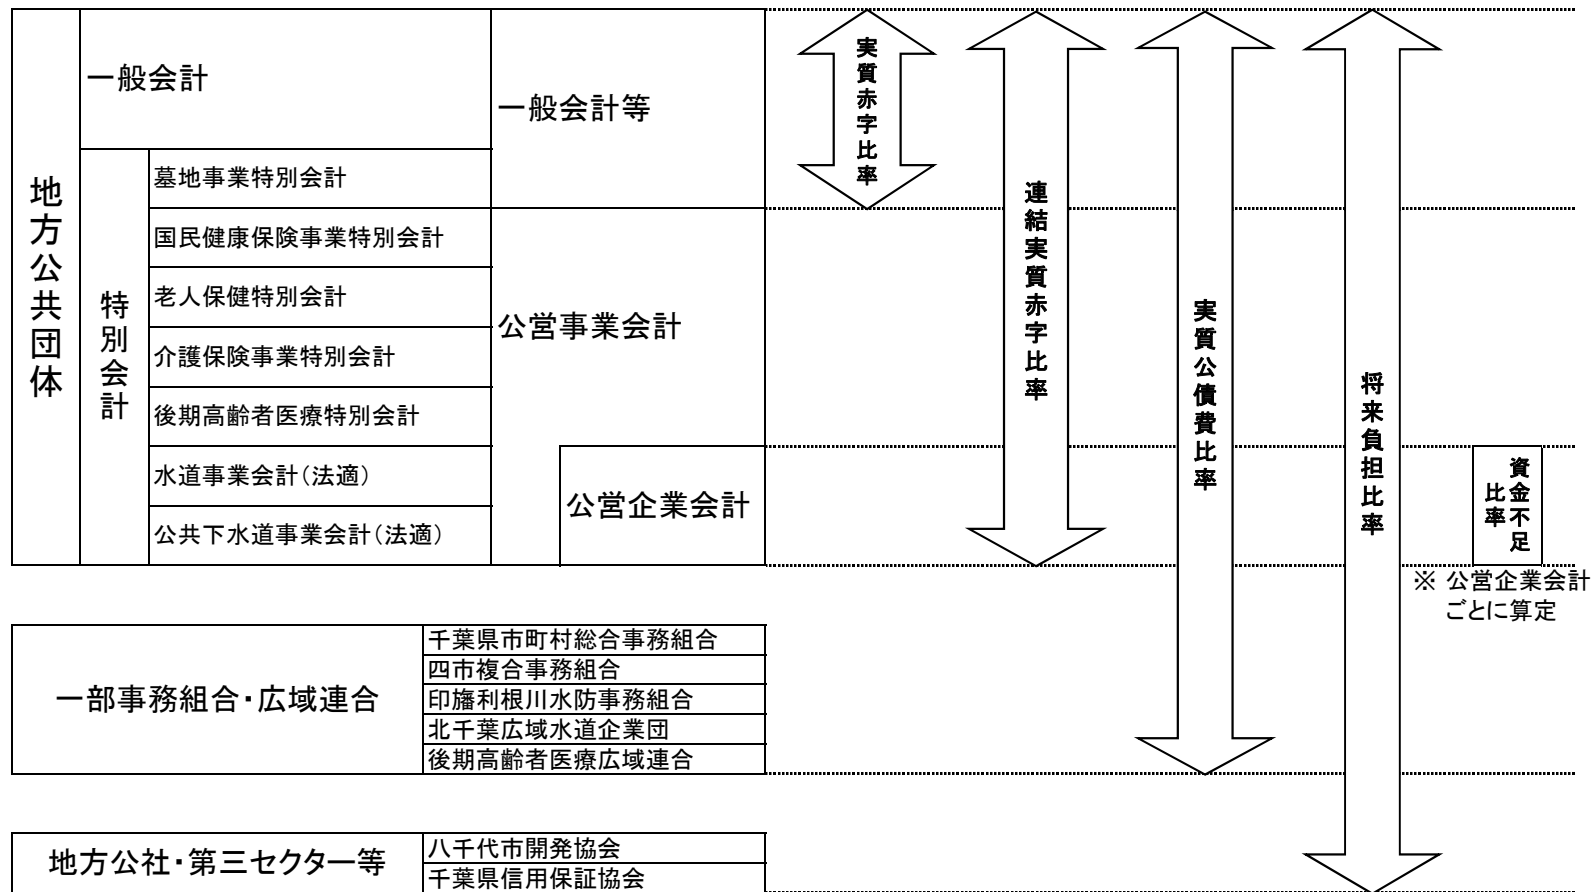 地方公共団体
一般会計
一般会計等
特別会計
墓地事業特別会計
国民健康保険事業特別会計
老人保健特別会計
介護保険事業特別会計
後期高齢者医療特別会計
水道事業会計(法適)
公共下水道事業会計(法適)
公営事業会計
公営企業会計
実質赤字比率
連結実質赤字比率
実質公債費比率
将来負担比率
資金不足
比率
※ 公営企業会計
ごとに算定
一部事務組合・広域連合
千葉県市町村総合事務組合
四市複合事務組合
印旛利根川水防事務組合
北千葉広域水道企業団
後期高齢者医療広域連合
地方公社・第三セクター等
八千代市開発協会
千葉県信用保証協会